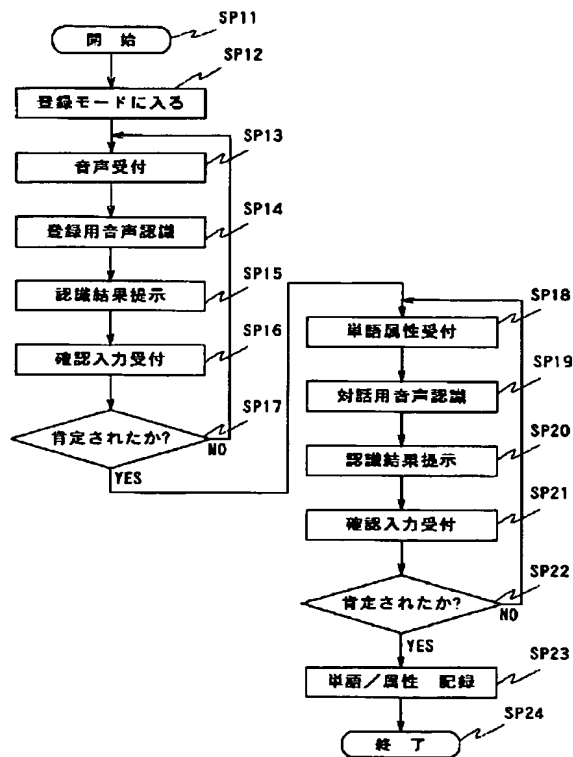 SP11
開 始
SP12
登録モードに入る
SP13
音声受付
SP14
登録用音声認識
SP15
認識結果提示
SP16
確認入力受付
SP17
肯定されたか?
NO
YES
SP18
単語属性受付
SP19
対話用音声認識
SP20
認識結果提示
SP21
確認入力受付
SP22
肯定されたか?
NO
YES
SP23
単語/属性 記録
SP24
終 了